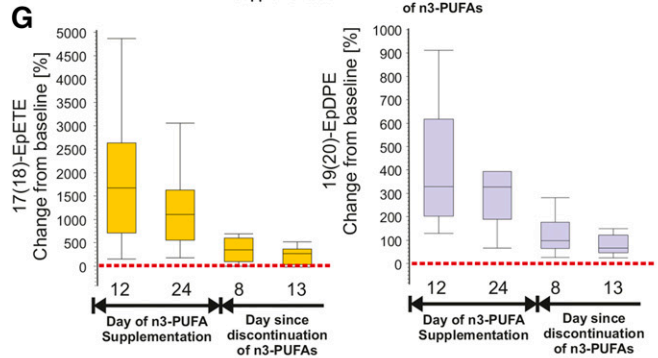 of n3-PUFAs
G
17(18)-EpETE
Change from baseline [%]
5000
4500
4000
3500
3000
2500
2000
1500
1000
500
0
12 24 8 13
Day of n3-PUFA
Supplementation
Day since
discontinuation
of n3-PUFAs
19(20)-EpDPE
Change from baseline [%]
1000
900
800
700
600
500
400
300
200
100
0
12 24 8 13
Day of n3-PUFA
Supplementation
Day since
discontinuation
of n3-PUFAs